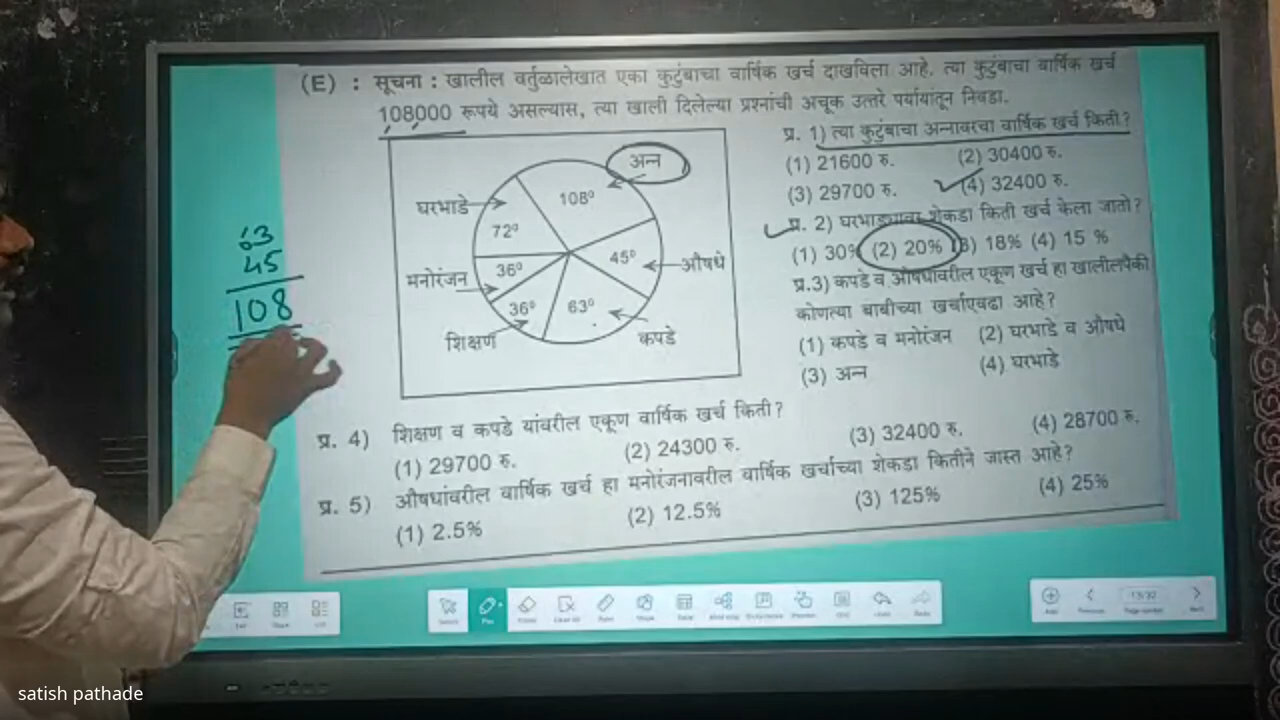 (E) : सूचना : खालील वर्तुळालेखात एका कुटुंबाचा वार्षिक खर्च दाखविला आहे. त्या कुटुंबाचा वार्षिक खर्च
108000 रूपये असल्यास, त्या खाली दिलेल्या प्रश्नांची अचूक उत्तरे पर्यायांतून निवडा.
अन्न
108°
घरभाडे
72°
45°
औषधे
मनोरंजन
36°
36°
63°
शिक्षण
कपडे
63
45
108
प्र. 1) त्या कुटुंबाचा अन्नावरचा वार्षिक खर्च किती?
(1) 21600 रु. (2) 30400 रु.
(3) 29700 रु. (4) 32400 रु.
प्र. 2) घरभाड्यावर शेकडा किती खर्च केला जातो?
(1) 30% (2) 20% (3) 18% (4) 15 %
प्र.3) कपडे व औषधांवरील एकूण खर्च हा खालीलपैकी
कोणत्या बाबीच्या खर्चाएवढा आहे?
(1) कपडे व मनोरंजन (2) घरभाडे व औषधे
(3) अन्न (4) घरभाडे
प्र. 4) शिक्षण व कपडे यांवरील एकूण वार्षिक खर्च किती?
(1) 29700 रु. (2) 24300 रु. (3) 32400 रु. (4) 28700 रु.
प्र. 5) औषधांवरील वार्षिक खर्च हा मनोरंजनावरील वार्षिक खर्चाच्या शेकडा कितीने जास्त आहे?
(1) 2.5% (2) 12.5% (3) 125% (4) 25%
satish pathade